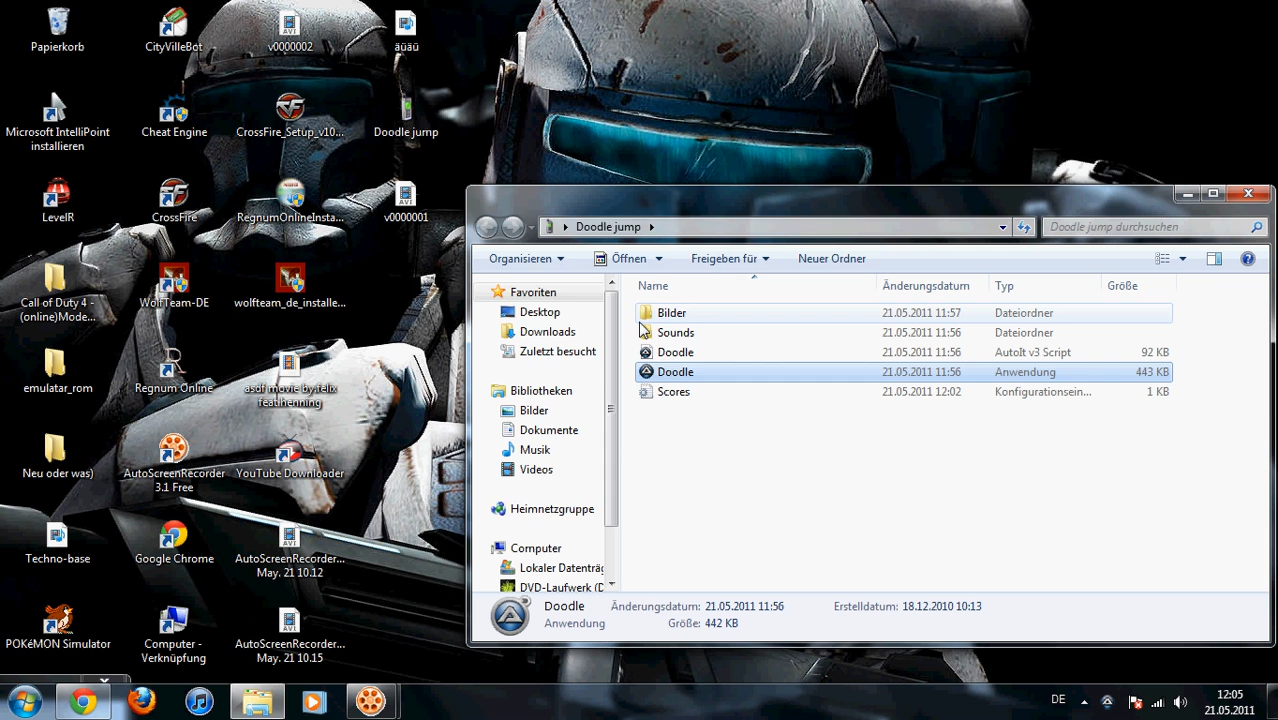 Papierkorb
CityVilleBot
v0000002
äüäü
Microsoft IntelliPoint
installieren
Cheat Engine
CrossFire_Setup_v10...
Doodle jump
LevelR
CrossFire
RegnumOnlineInsta...
v0000001
Call of Duty 4 -
(online)Mode...
WolfTeam-DE
wolfteam_de_installe...
emulatar_rom
Regnum Online
asdf movie by:felix
feat.henning
Neu oder was)
AutoScreenRecorder
3.1 Free
YouTube Downloader
Techno-base
Google Chrome
AutoScreenRecorder...
May. 21 10.12
POKéMON Simulator
Computer -
Verknüpfung
AutoScreenRecorder...
May. 21 10.15
Doodle jump
Doodle jump durchsuchen
Organisieren
Öffnen
Freigeben für
Neuer Ordner
Favoriten
Desktop
Downloads
Zuletzt besucht
Bibliotheken
Bilder
Dokumente
Musik
Videos
Heimnetzgruppe
Computer
Lokaler Datenträg
DVD-Laufwerk (D
Name Änderungsdatum Typ Größe
Bilder 21.05.2011 11:57 Dateiordner
Sounds 21.05.2011 11:56 Dateiordner
Doodle 21.05.2011 11:56 AutoIt v3 Script 92 KB
Doodle 21.05.2011 11:56 Anwendung 443 KB
Scores 21.05.2011 12:02 Konfigurationsein... 1 KB
Doodle Änderungsdatum: 21.05.2011 11:56 Erstelldatum: 18.12.2010 10:13
Anwendung Größe: 442 KB
DE
12:05
21.05.2011